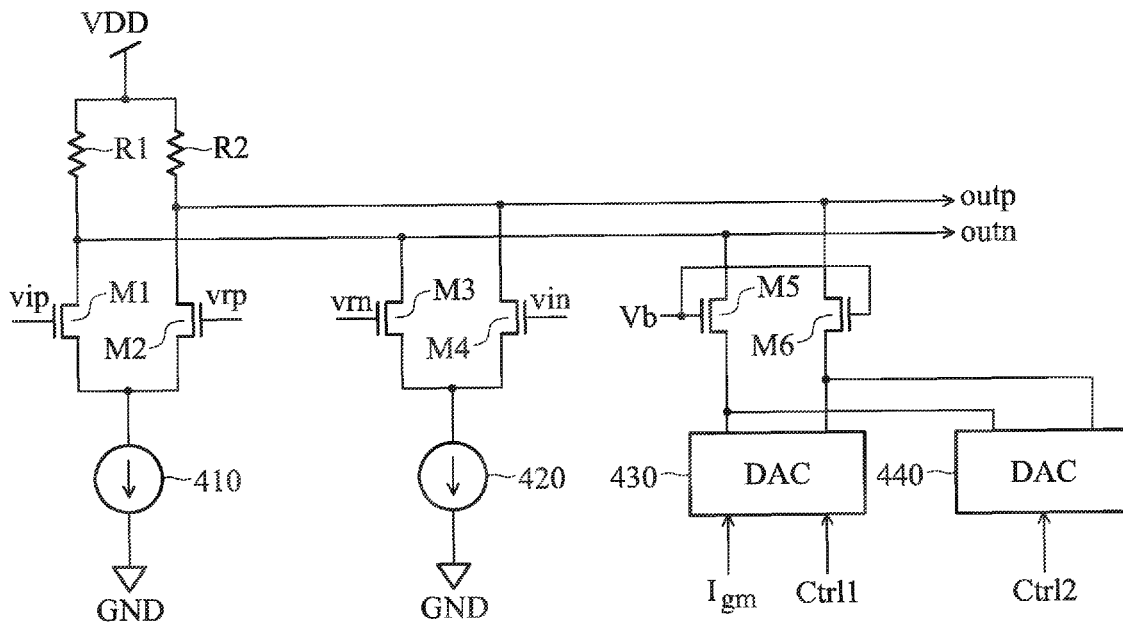 VDD
R1
R2
outp
outn
vip
M1
vrp
M2
vrn
M3
vin
M4
Vb
M5
M6
410
420
430
DAC
440
DAC
GND
GND
Igm
Ctrl1
Ctrl2